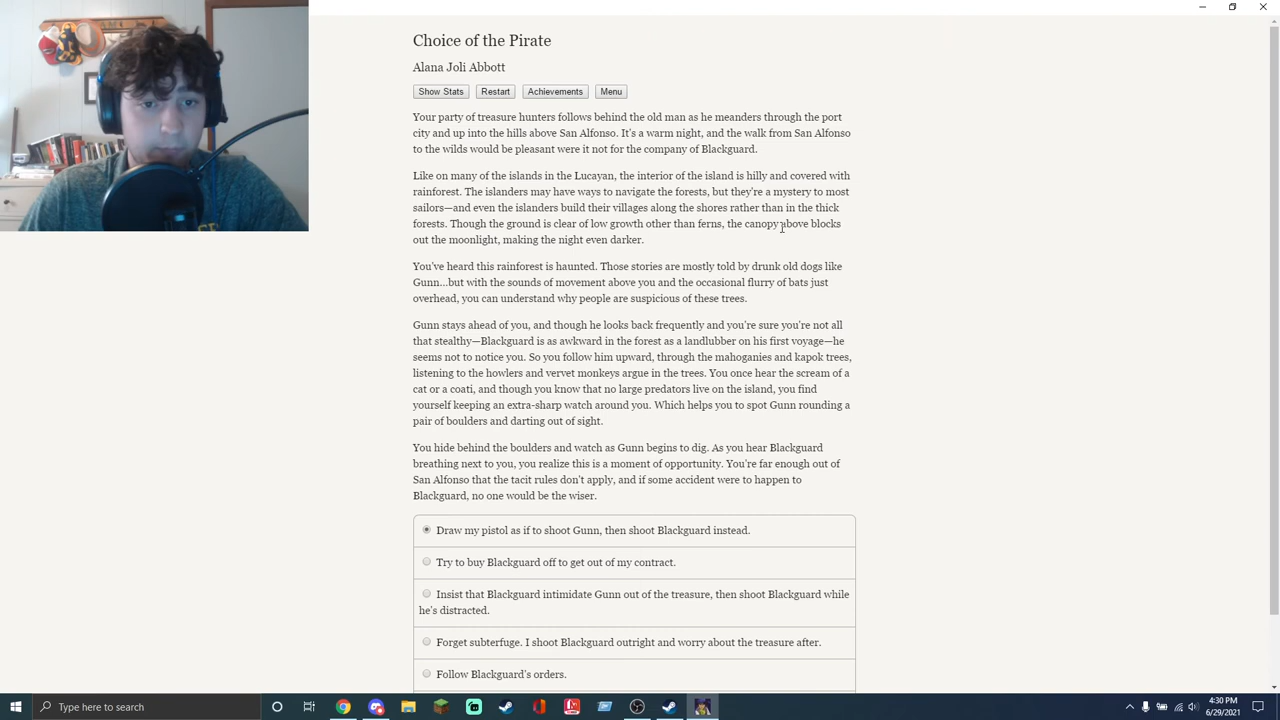 Choice of the Pirate
Alana Joli Abbott
Show Stats Restart Achievements Menu
Your party of treasure hunters follows behind the old man as he meanders through the port
city and up into the hills above San Alfonso. It's a warm night, and the walk from San Alfonso
to the wilds would be pleasant were it not for the company of Blackguard.
Like on many of the islands in the Lucayan, the interior of the island is hilly and covered with
rainforest. The islanders may have ways to navigate the forests, but they're a mystery to most
sailors—and even the islanders build their villages along the shores rather than in the thick
forests. Though the ground is clear of low growth other than ferns, the canopy above blocks
out the moonlight, making the night even darker.
You've heard this rainforest is haunted. Those stories are mostly told by drunk old dogs like
Gunn...but with the sounds of movement above you and the occasional flurry of bats just
overhead, you can understand why people are suspicious of these trees.
Gunn stays ahead of you, and though he looks back frequently and you're sure you're not all
that stealthy—Blackguard is as awkward in the forest as a landlubber on his first voyage—he
seems not to notice you. So you follow him upward, through the mahoganies and kapok trees,
listening to the howlers and vervet monkeys argue in the trees. You once hear the scream of a
cat or a coati, and though you know that no large predators live on the island, you find
yourself keeping an extra-sharp watch around you. Which helps you to spot Gunn rounding a
pair of boulders and darting out of sight.
You hide behind the boulders and watch as Gunn begins to dig. As you hear Blackguard
breathing next to you, you realize this is a moment of opportunity. You're far enough out of
San Alfonso that the tacit rules don't apply, and if some accident were to happen to
Blackguard, no one would be the wiser.
Draw my pistol as if to shoot Gunn, then shoot Blackguard instead.
Try to buy Blackguard off to get out of my contract.
Insist that Blackguard intimidate Gunn out of the treasure, then shoot Blackguard while
he's distracted.
Forget subterfuge. I shoot Blackguard outright and worry about the treasure after.
Follow Blackguard's orders.
Type here to search
4:30 PM
6/29/2021